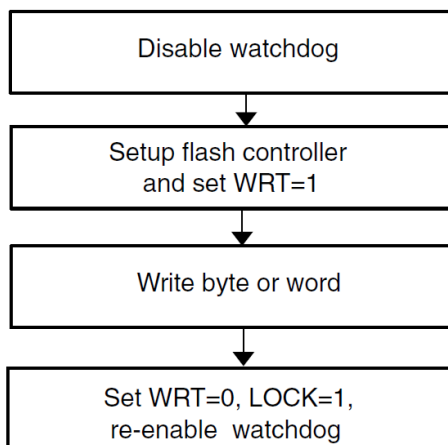 Disable watchdog
Setup flash controller
and set WRT=1
Write byte or word
Set WRT=0, LOCK=1,
re-enable watchdog